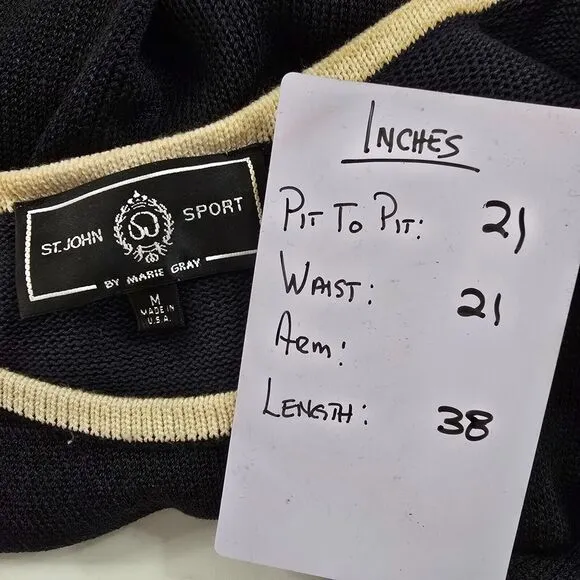 ST. JOHN SPORT
BY MARIE GRAY
M
MADE IN
U.S.A.
INCHES
PIT TO PIT: 21
WAIST: 21
ARM:
LENGTH: 38